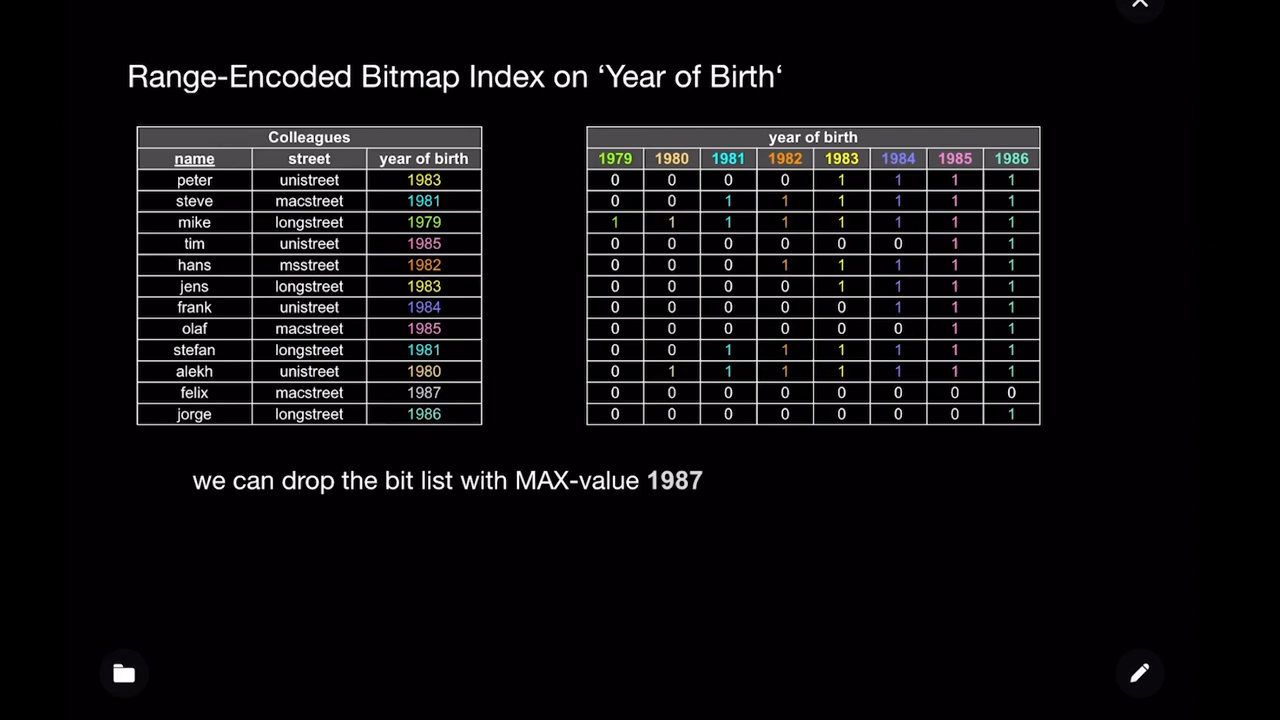 Range-Encoded Bitmap Index on ‘Year of Birth‘
Colleagues
name street year of birth
peter unistreet 1983
steve macstreet 1981
mike longstreet 1979
tim unistreet 1985
hans msstreet 1982
jens longstreet 1983
frank unistreet 1984
olaf macstreet 1985
stefan longstreet 1981
alekh unistreet 1980
felix macstreet 1987
jorge longstreet 1986
year of birth
1979 1980 1981 1982 1983 1984 1985 1986
0 0 0 0 1 1 1 1
0 0 1 1 1 1 1 1
1 1 1 1 1 1 1 1
0 0 0 0 0 0 1 1
0 0 0 1 1 1 1 1
0 0 0 0 1 1 1 1
0 0 0 0 0 1 1 1
0 0 0 0 0 0 1 1
0 0 1 1 1 1 1 1
0 1 1 1 1 1 1 1
0 0 0 0 0 0 0 0
0 0 0 0 0 0 0 1
we can drop the bit list with MAX-value 1987